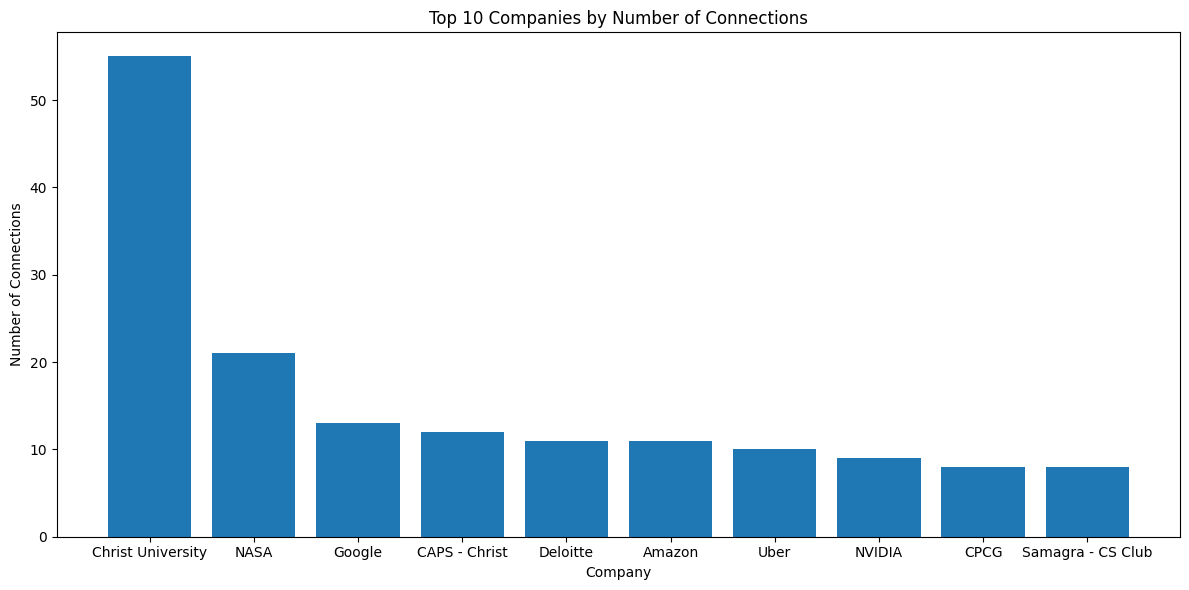 Top 10 Companies by Number of Connections
Number of Connections
50
40
30
20
10
0
Christ University NASA Google CAPS - Christ Deloitte Amazon Uber NVIDIA CPCG Samagra - CS Club
Company